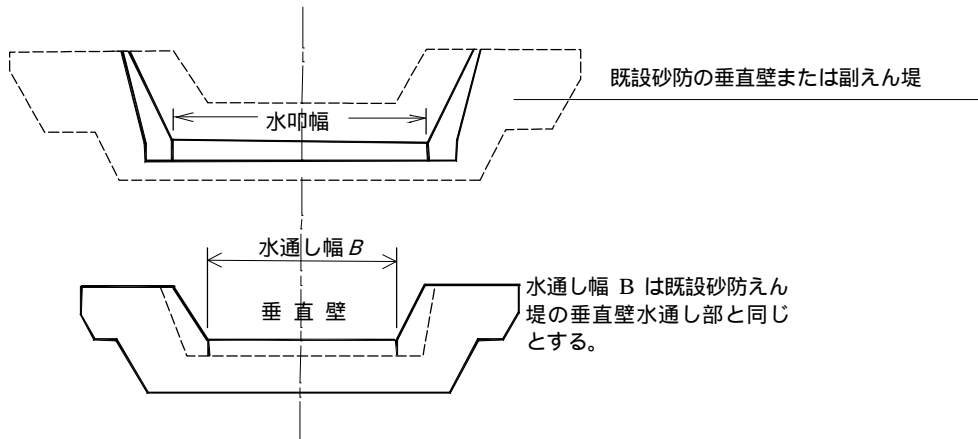 既設砂防の垂直壁または副えん堤
水叩幅
水通し幅 B
垂 直 壁
水通し幅 B は既設砂防えん
堤の垂直壁水通し部と同じ
とする。